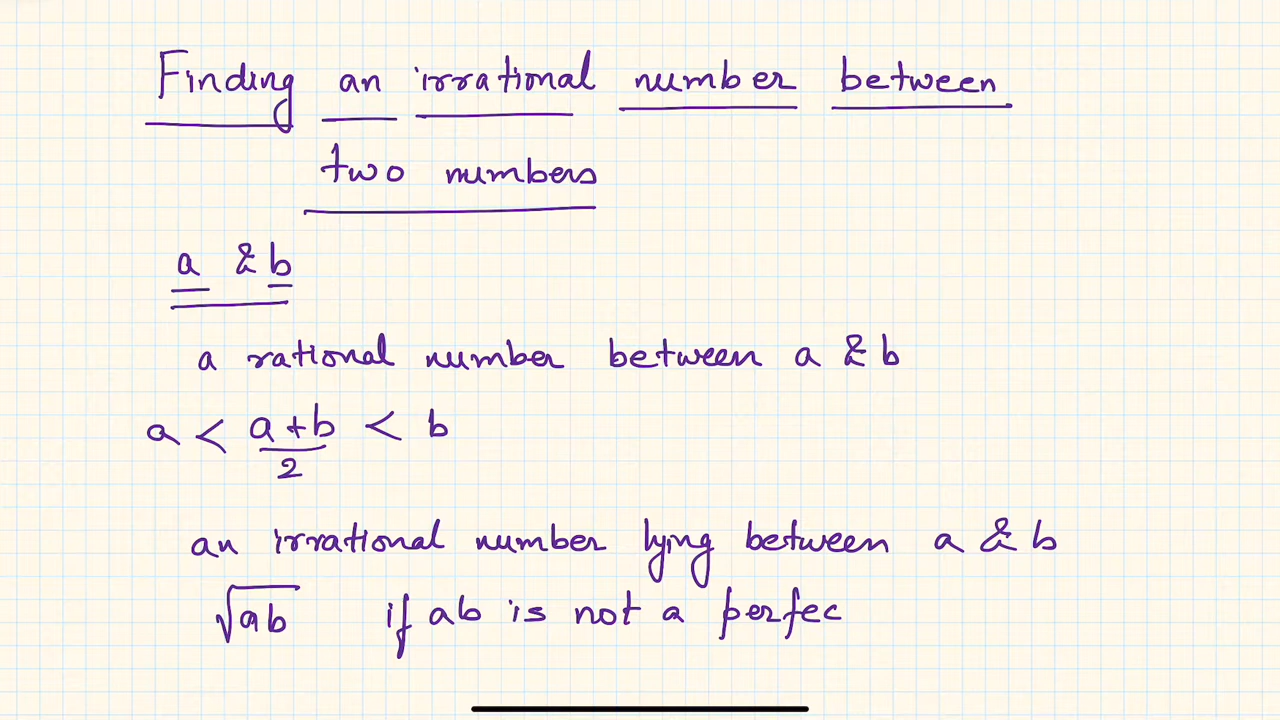 Finding an irrational number between
two numbers
a & b
a rational number between a & b
a < a+b/2 < b
an irrational number lying between a & b
√ab if ab is not a perfec